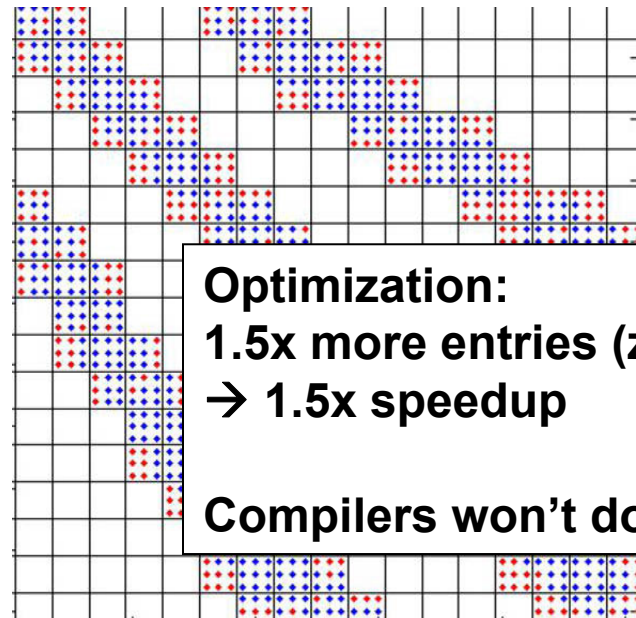 Optimization:
1.5x more entries (
→ 1.5x speedup
Compilers won't